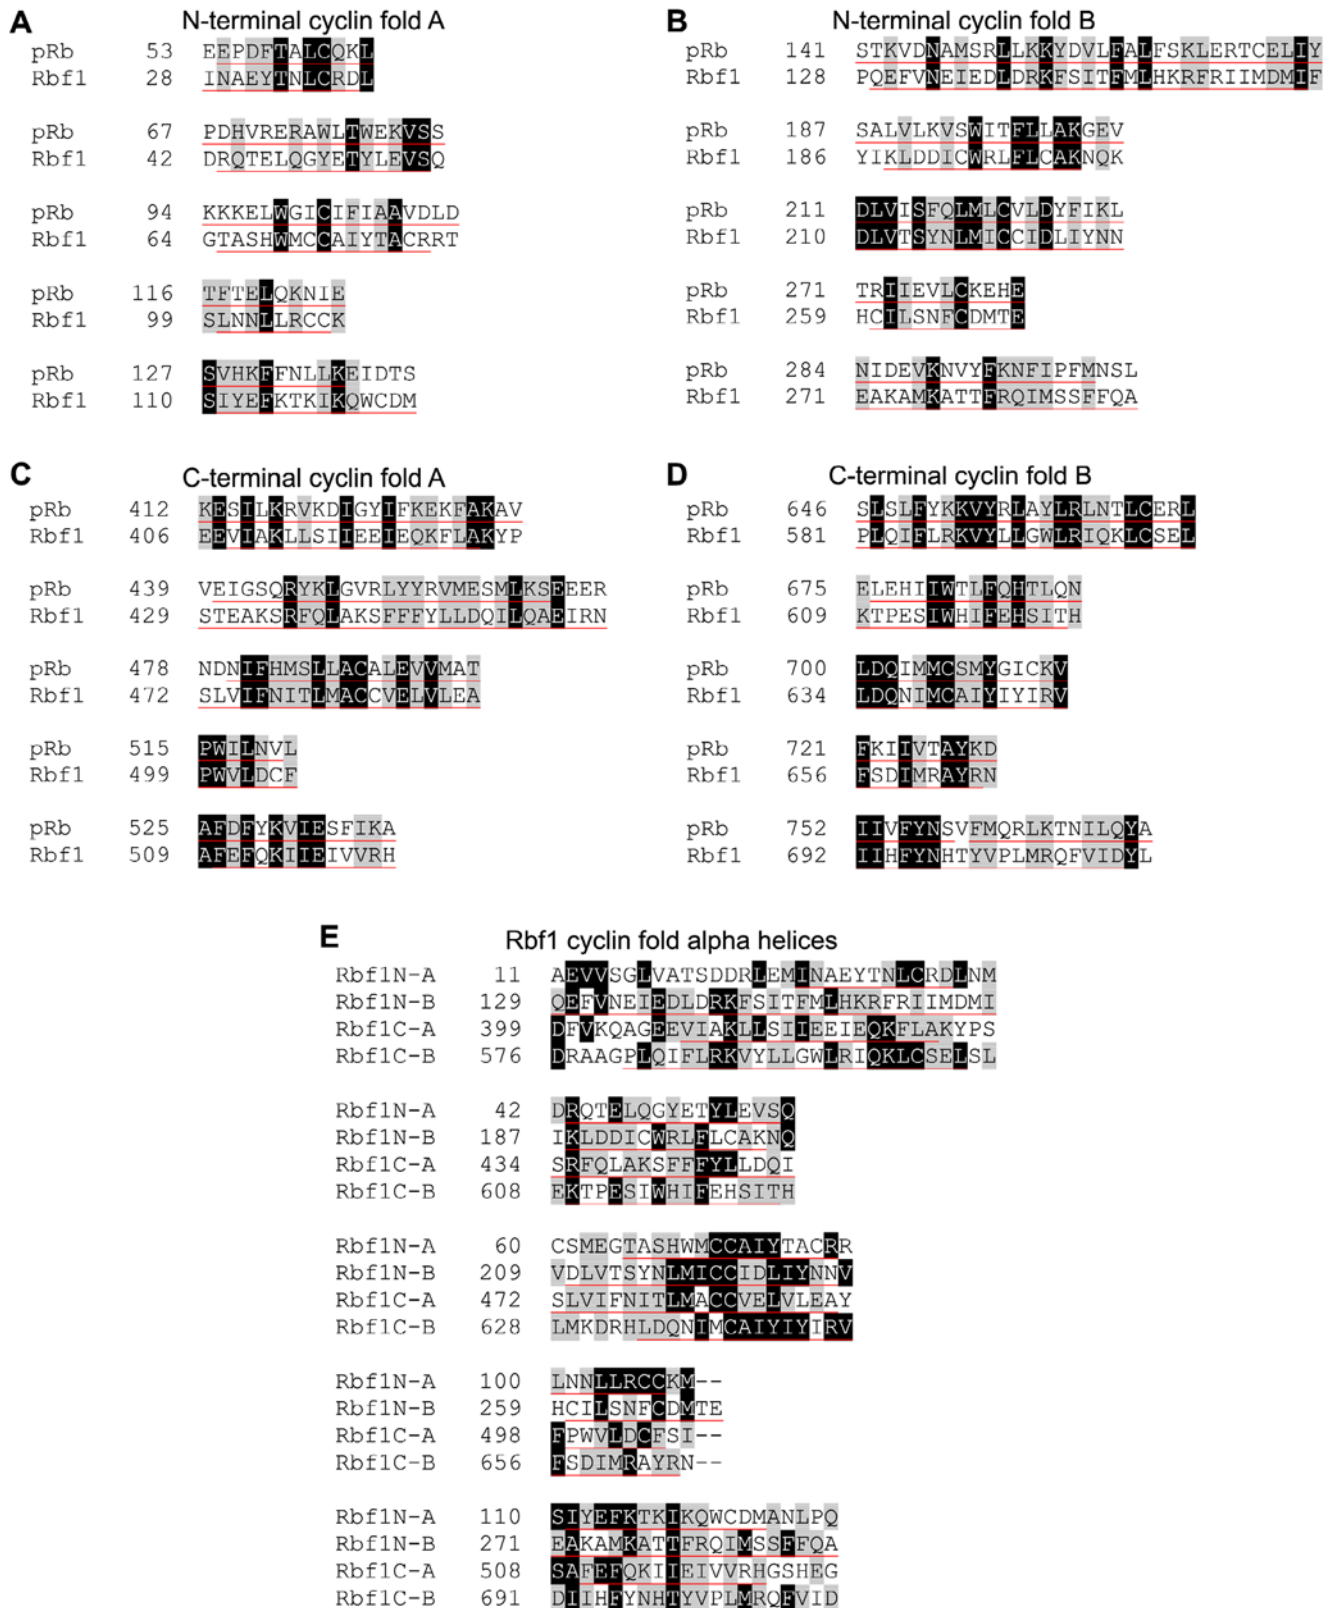 A N-terminal cyclin fold A
pRb 53 EEPDFTALCQKL
Rbf1 28 INAEYTNLCRDL
pRb 67 PDHVRERAWLTWEKVSS
Rbf1 42 DRQTELQGYETYLEVSQ
pRb 94 KKKELWGICIFIAAVDLD
Rbf1 64 GTASHWMCCAIYTACRRT
pRb 116 TFTELQKNIE
Rbf1 99 SLNNLLRCCK
pRb 127 SVHKFFNLLKEIDTS
Rbf1 110 SIYEFKTKIKQWCDM
B N-terminal cyclin fold B
pRb 141 STKVDNAMSRLLKKYDVLFALFSKLERTCELIY
Rbf1 128 PQEFVNEIEDLDRKFSITFMLHKRFRIIMDMIF
pRb 187 SALVLKVSWITFLLAKGEV
Rbf1 186 YIKLDDICWRLFLCAKNQK
pRb 211 DLVISFQLMLCVLDYFIKL
Rbf1 210 DLVTSYNLMICCIDLIYNN
pRb 271 TRIIEVLCKEHE
Rbf1 259 HCILSNFCDMTE
pRb 284 NIDEVKNVYFKNFIPFMNSL
Rbf1 271 EAKAMKATTFRQIMSSFFQA
C C-terminal cyclin fold A
pRb 412 KESILKRVKDIGYIFKEKFAKAV
Rbf1 406 EEVIAKLLSIIEEIEQKFLAKYP
pRb 439 VEIGSQRYKLGVRLYYRVMESMLKSEEER
Rbf1 429 STEAKSRFQLAKSFFFYLLDQILQAEIRN
pRb 478 NDNIFHMSLLACALEVVMAT
Rbf1 472 SLVIFNITLMACCVELVLEA
pRb 515 PWILNVL
Rbf1 499 PWVLDCF
pRb 525 AFDFYKVIESFIKA
Rbf1 509 AFEFQKIIEIVVRH
D C-terminal cyclin fold B
pRb 646 SLSLFYKKVYRLAYLRLNTLCERL
Rbf1 581 PLQIFLRKVYLLGWLRIQKLCSEL
pRb 675 ELEHIIWTLFQHTLQN
Rbf1 609 KTPESIWHIFEHSITH
pRb 700 LDQIMMCSMYGICKV
Rbf1 634 LDQNIMCAIYIYIRV
pRb 721 FKIIVTAYKD
Rbf1 656 FSDIMRAYRN
pRb 752 IIVFYNSVFMQRLKTNILQYA
Rbf1 692 IIHFYNHTYVPLMRQFVIDYL
E Rbf1 cyclin fold alpha helices
Rbf1N-A 11 AEVVSGLVATSDDRLEMINAEYTNLCRDLNM
Rbf1N-B 129 QEFVNEIEDLDRKFSITFMLHKRFRIIMDMI
Rbf1C-A 399 DFVKQAGEEVIAKLLSIIEEIEQKFLAKYPS
Rbf1C-B 576 DRAAGPLQIFLRKVYLLGWLRIQKLCSELSL
Rbf1N-A 42 DRQTELQGYETYLEVSQ
Rbf1N-B 187 IKLDDICWRLFLCAKNQ
Rbf1C-A 434 SRFQLAKSFFFYLLDQI
Rbf1C-B 608 EKTPESIWHIFEHSITH
Rbf1N-A 60 CSMEGTASHWMCCAIYTACRR
Rbf1N-B 209 VDLVTSYNLMICCIDLIYNNV
Rbf1C-A 472 SLVIFNITLMACCVELVLEAY
Rbf1C-B 628 LMKDRHLDQNIMCAIYIYIRV
Rbf1N-A 100 LNNLLRCCKM--
Rbf1N-B 259 HCILSNFCDMTE
Rbf1C-A 498 FPWVLDCFSI--
Rbf1C-B 656 FSDIMRAYRN--
Rbf1N-A 110 SIYEFKTKIKQWCDMANLPQ
Rbf1N-B 271 EAKAMKATTFRQIMSSFFQA
Rbf1C-A 508 SAFEFQKIIEIVVRHGSHEG
Rbf1C-B 691 DIIHFYNHTYVPLMRQFVID